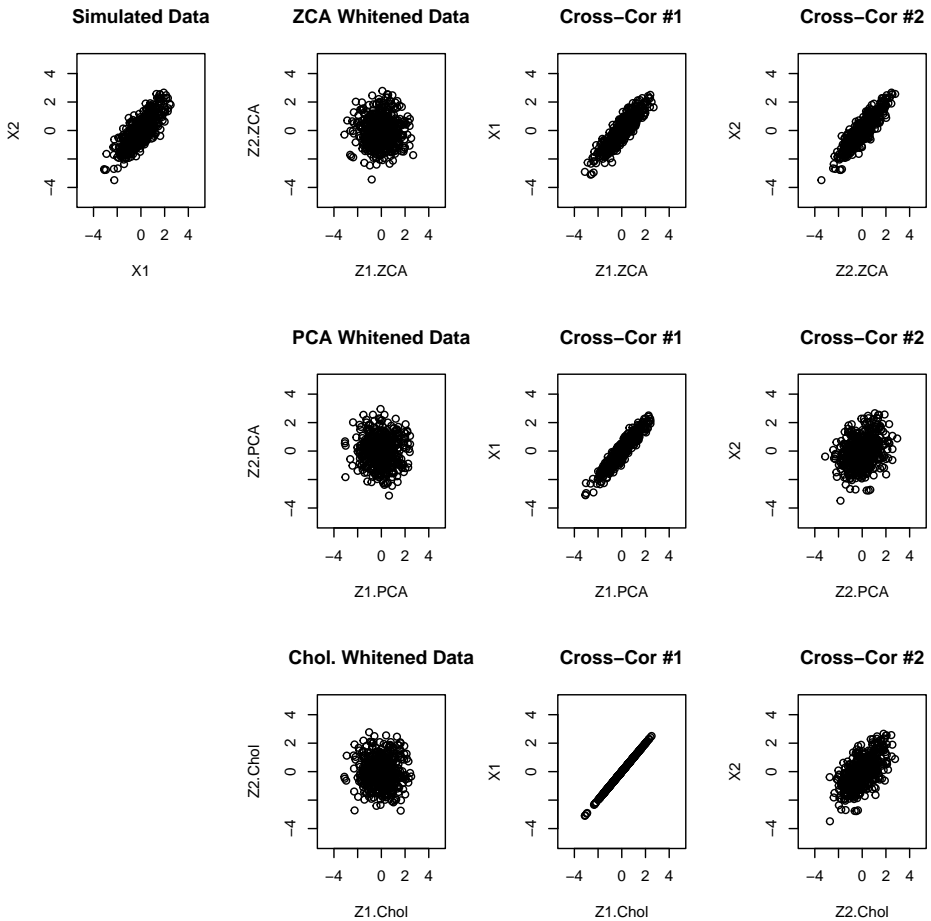 Simulated Data
X2
4
2
0
−4
−4
0
2
4
X1
ZCA Whitened Data
Z2.ZCA
4
2
0
−4
−4
0
2
4
Z1.ZCA
Cross−Cor #1
X1
4
2
0
−4
−4
0
2
4
Z1.ZCA
Cross−Cor #2
X2
4
2
0
−4
−4
0
2
4
Z2.ZCA
PCA Whitened Data
Z2.PCA
4
2
0
−4
−4
0
2
4
Z1.PCA
Cross−Cor #1
X1
4
2
0
−4
−4
0
2
4
Z1.PCA
Cross−Cor #2
X2
4
2
0
−4
−4
0
2
4
Z2.PCA
Chol. Whitened Data
Z2.Chol
4
2
0
−4
−4
0
2
4
Z1.Chol
Cross−Cor #1
X1
4
2
0
−4
−4
0
2
4
Z1.Chol
Cross−Cor #2
X2
4
2
0
−4
−4
0
2
4
Z2.Chol